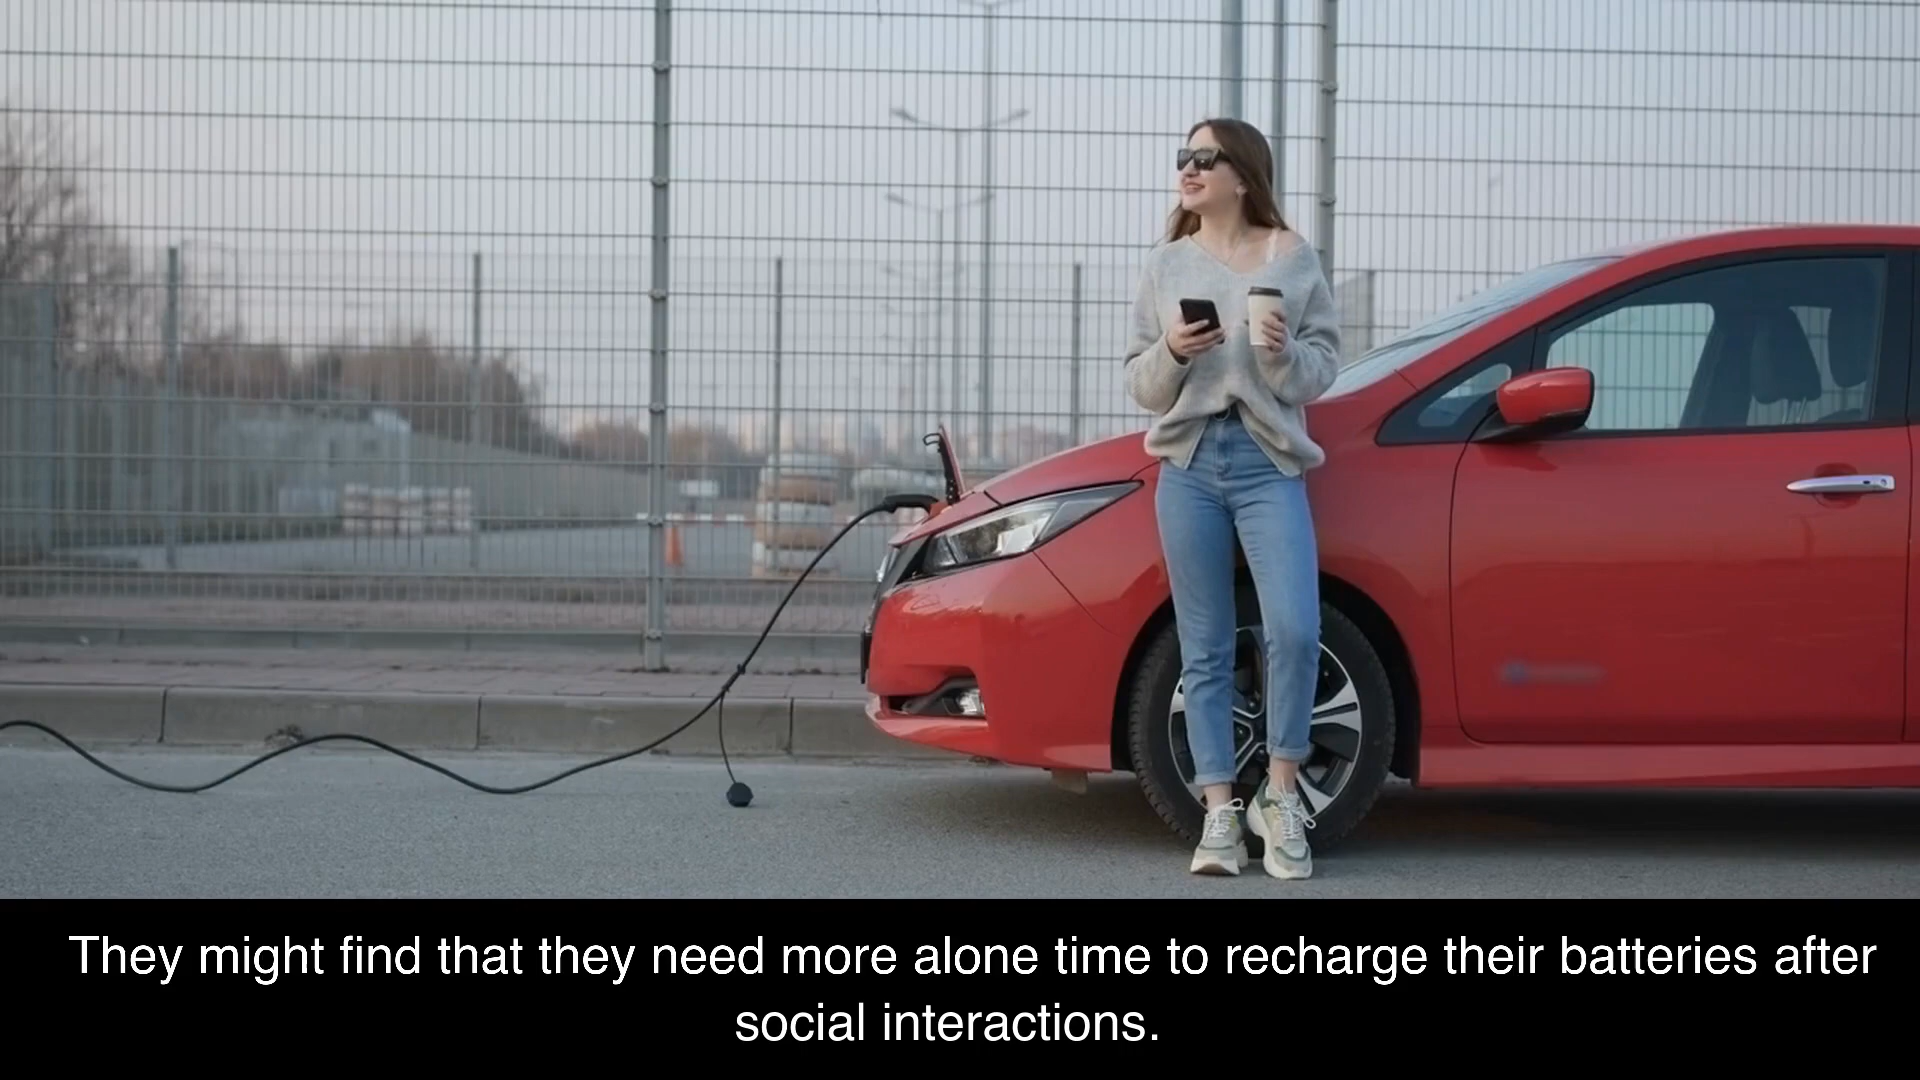 They might find that they need more alone time to recharge their batteries after
social interactions.